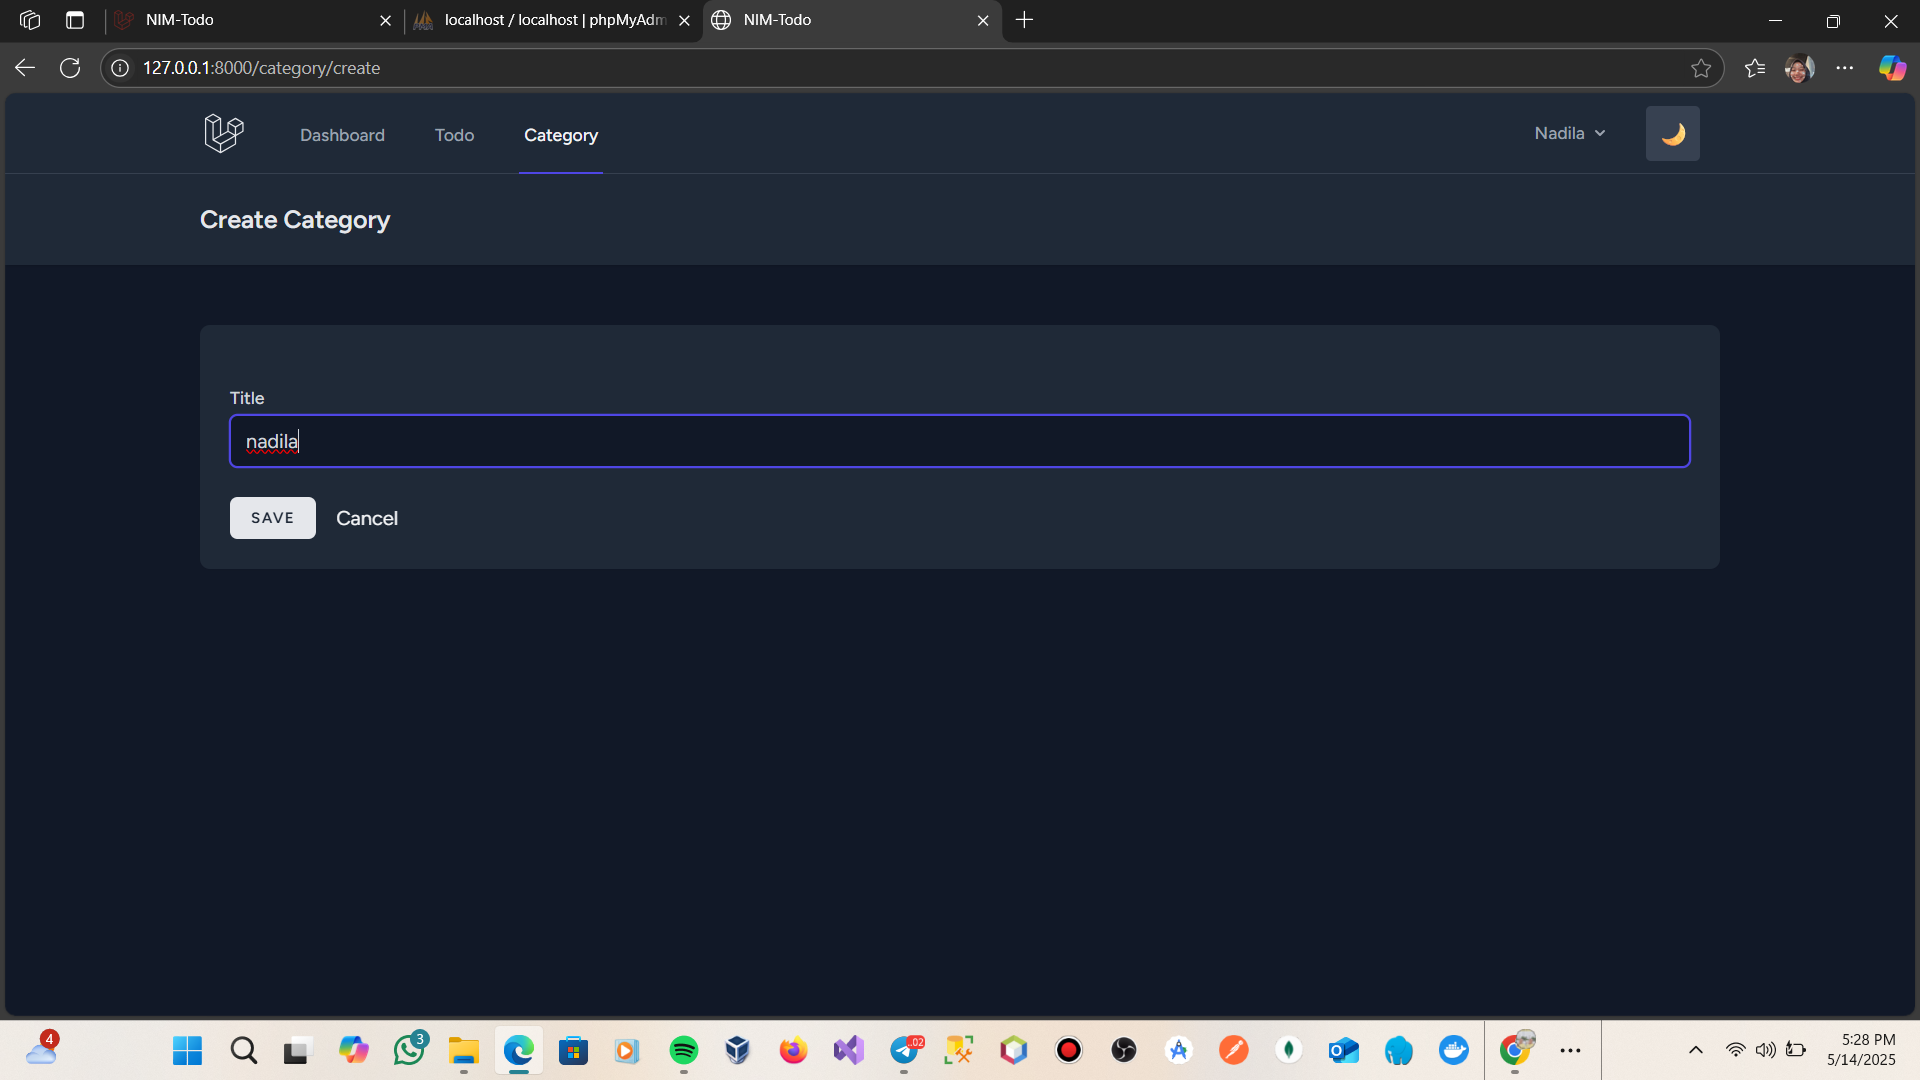 NIM-Todo
localhost / localhost | phpMyAdm
NIM-Todo
127.0.0.1:8000/category/create
Dashboard
Todo
Category
Nadila
Create Category
Title
nadila
SAVE
Cancel
4
3
.02
5:28 PM
5/14/2025